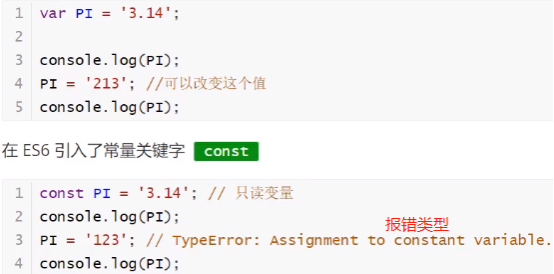 1 var PI = '3.14';
2
3 console.log(PI);
4 PI = '213'; //可以改变这个值
5 console.log(PI);
在 ES6 引入了常量关键字 const
1 const PI = '3.14'; // 只读变量
2 console.log(PI);
报错类型
3 PI = '123'; // TypeError: Assignment to constant variable.
4 console.log(PI);